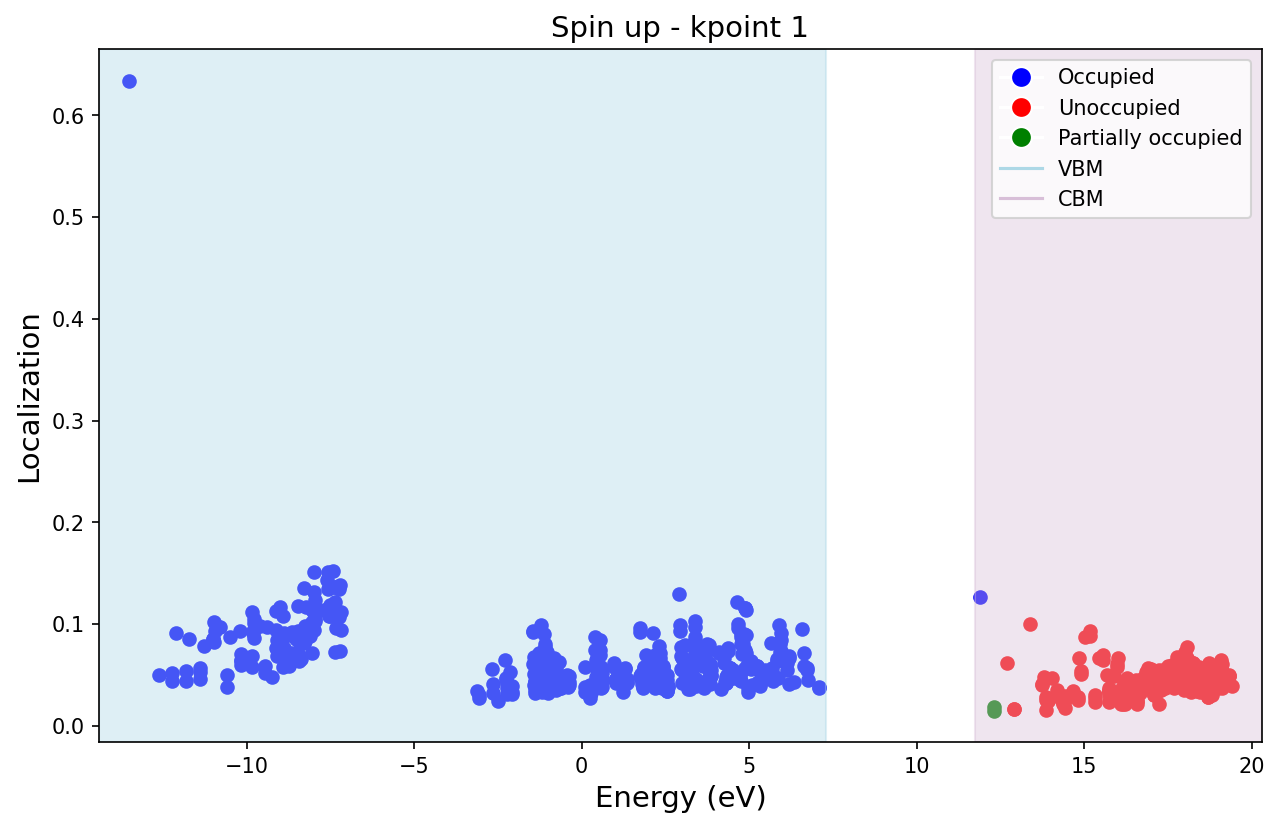 Spin up - kpoint 1
Localization
0.6
0.5
0.4
0.3
0.2
0.1
0.0
−10
−5
0
5
10
15
20
Energy (eV)
Occupied
Unoccupied
Partially occupied
VBM
CBM